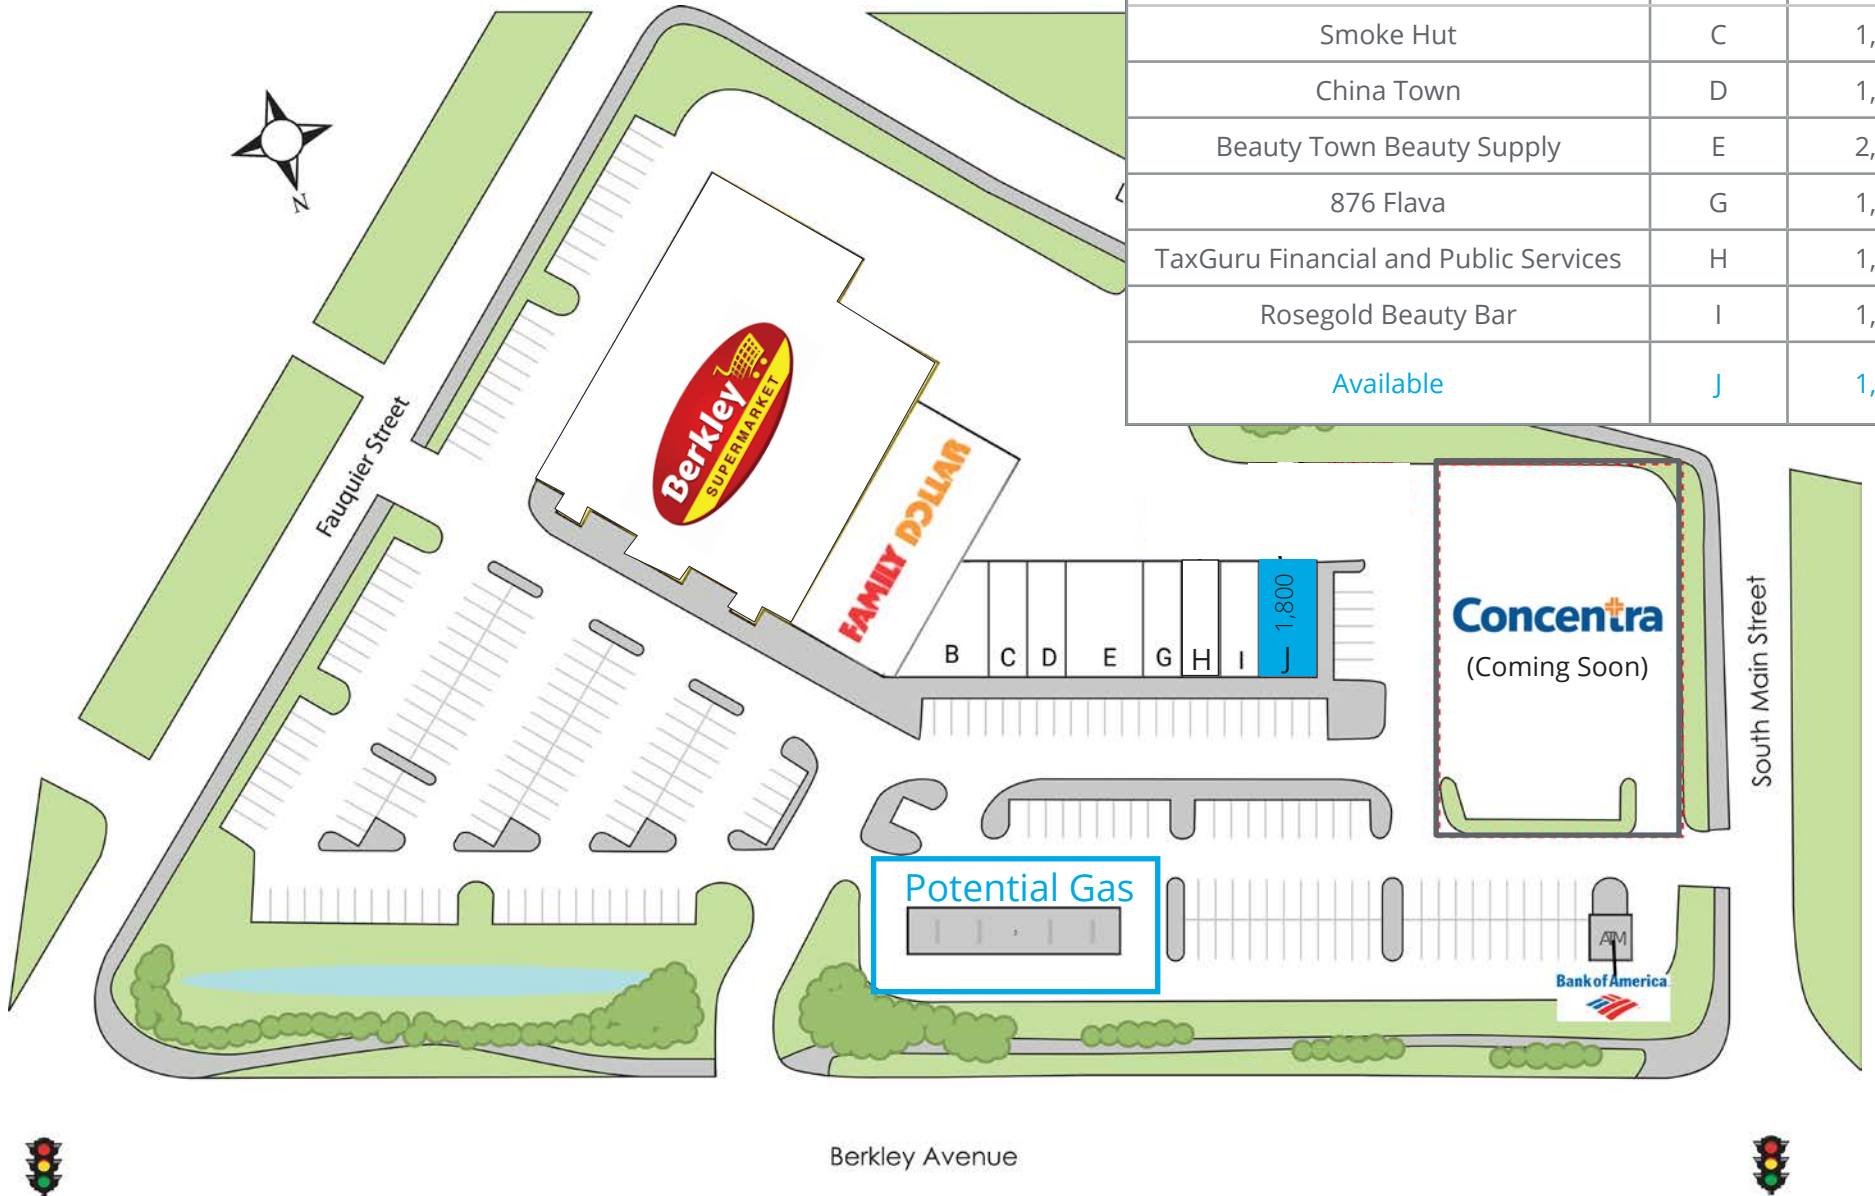 Smoke Hut C 1,
China Town D 1,
Beauty Town Beauty Supply E 2,
876 Flava G 1,
TaxGuru Financial and Public Services H 1,
Rosegold Beauty Bar I 1,
Available J 1,
N
Fauquier Street
Berkley
SUPERMARKET
FAMILY DOLLAR
B C D E G H I J
1,800
Concentra
(Coming Soon)
South Main Street
Potential Gas
ATM
Bank of America
Berkley Avenue